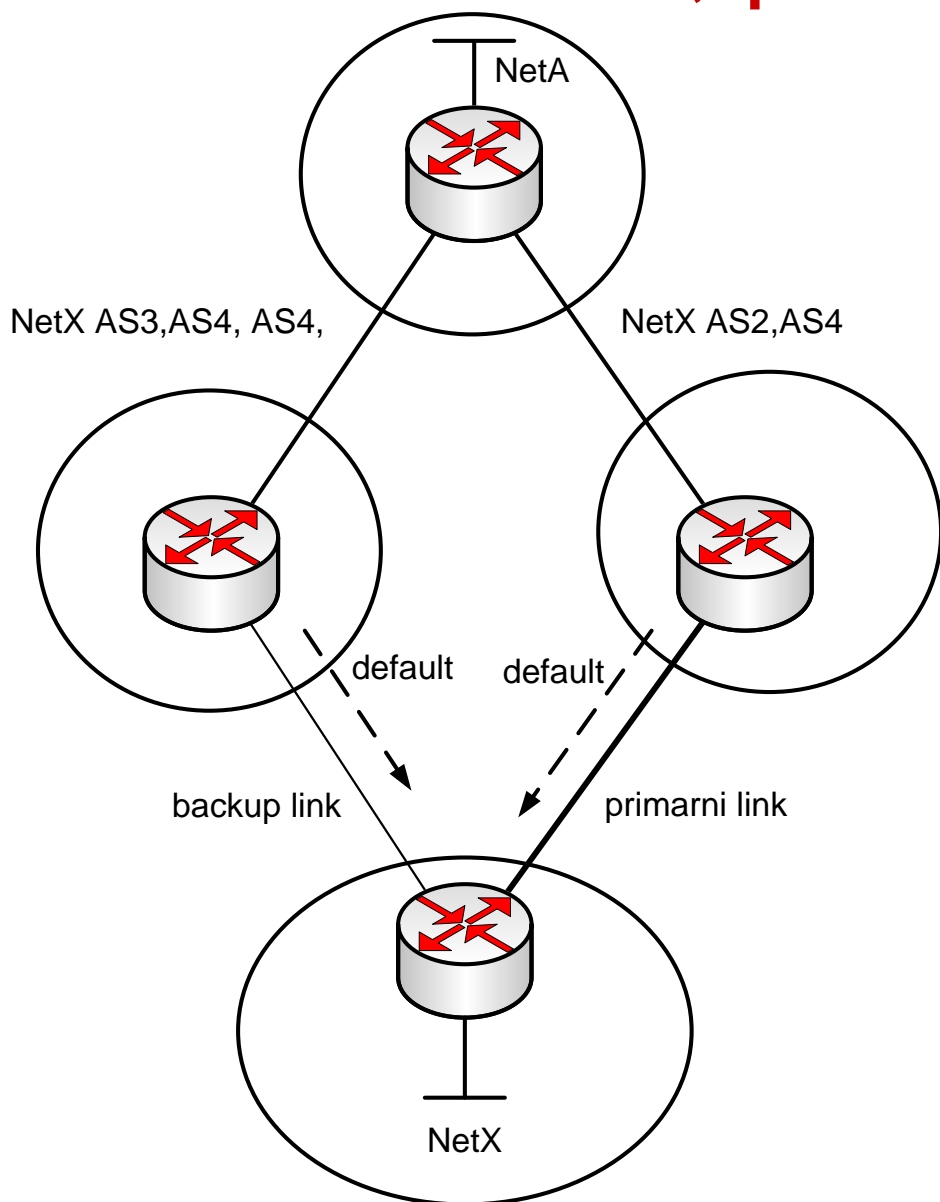 NetA
NetX AS3,AS4, AS4,
NetX AS2,AS4
default
default
backup link
primarni link
NetX